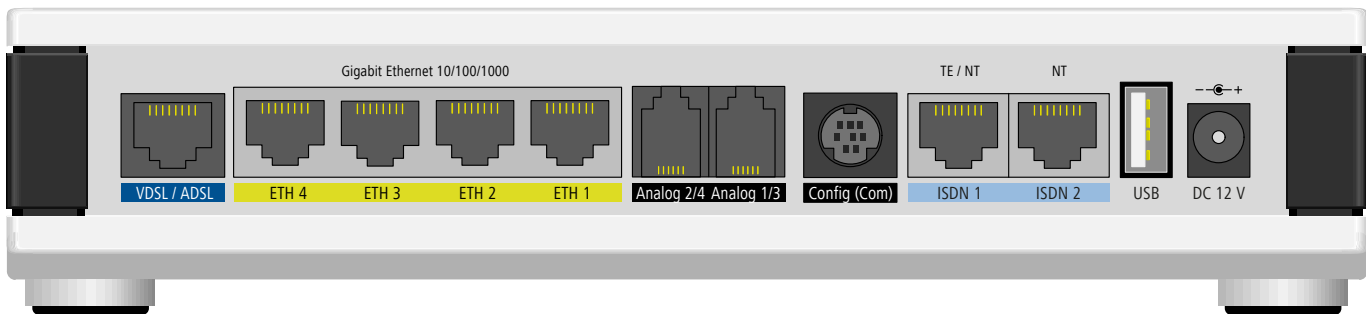 Gigabit Ethernet 10/100/1000
TE / NT
NT
VDSL / ADSL
ETH 4
ETH 3
ETH 2
ETH 1
Analog 2/4
Analog 1/3
Config (Com)
ISDN 1
ISDN 2
USB
DC 12 V